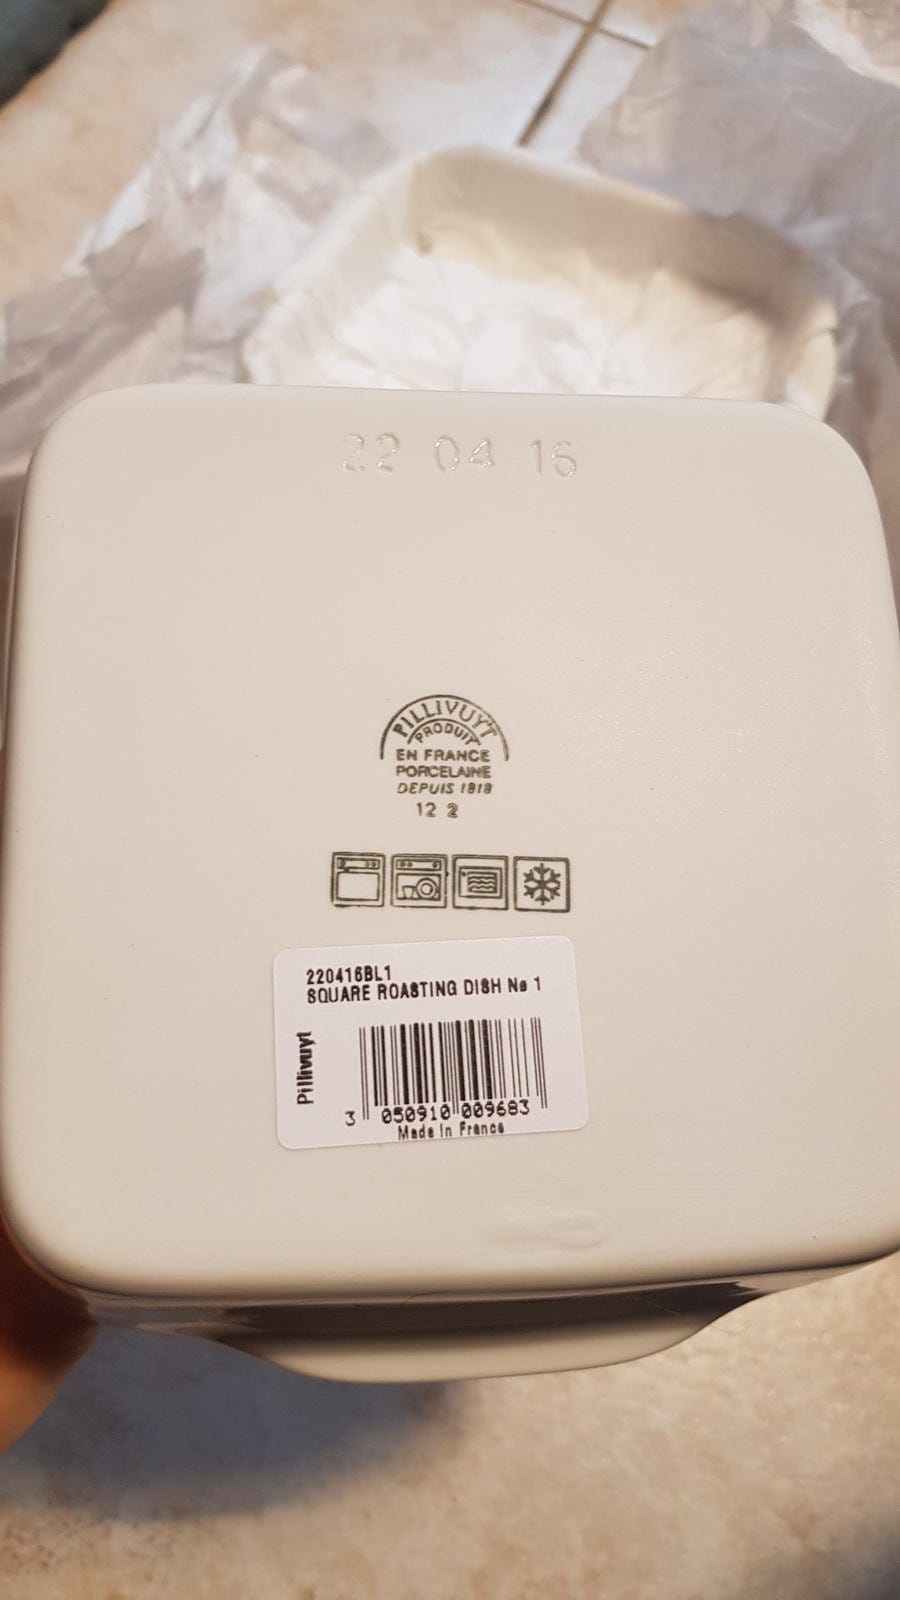 22 04 16
PILLIVUYT
PRODUIT
EN FRANCE
PORCELAINE
DEPUIS 1818
12 2
220416BL1
SQUARE ROASTING DISH No 1
Pillivuyt
3 050910 009683
Made In France